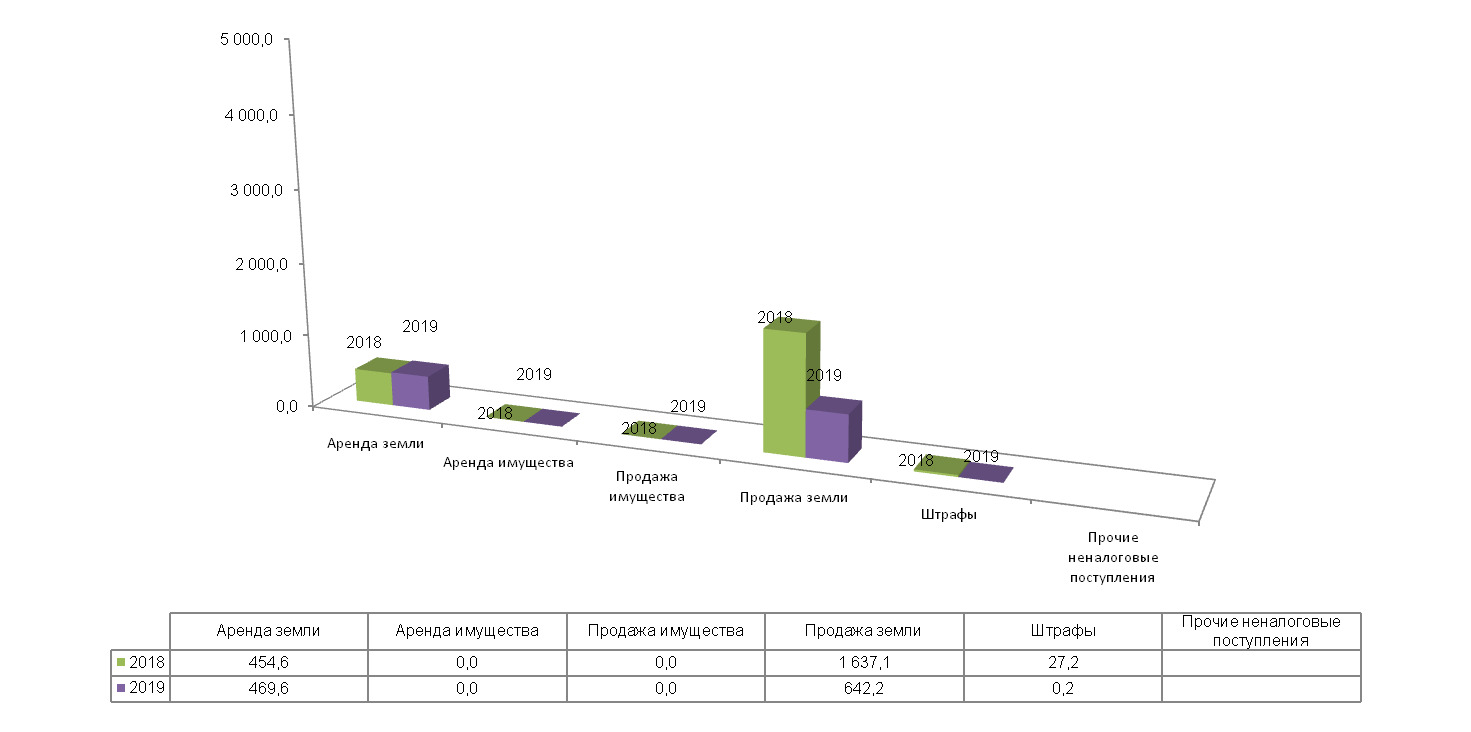 5 000,0
4 000,0
3 000,0
2 000,0
1 000,0
0,0
2018
2019
2018
2019
2018
2019
2018
2019
2018
2019
Аренда земли
Аренда имущества
Продажа
имущества
Продажа земли
Штрафы
Прочие
неналоговые
поступления
Аренда земли Аренда имущества Продажа имущества Продажа земли Штрафы Прочие неналоговые
поступления
2018 454,6 0,0 0,0 1 637,1 27,2
2019 469,6 0,0 0,0 642,2 0,2